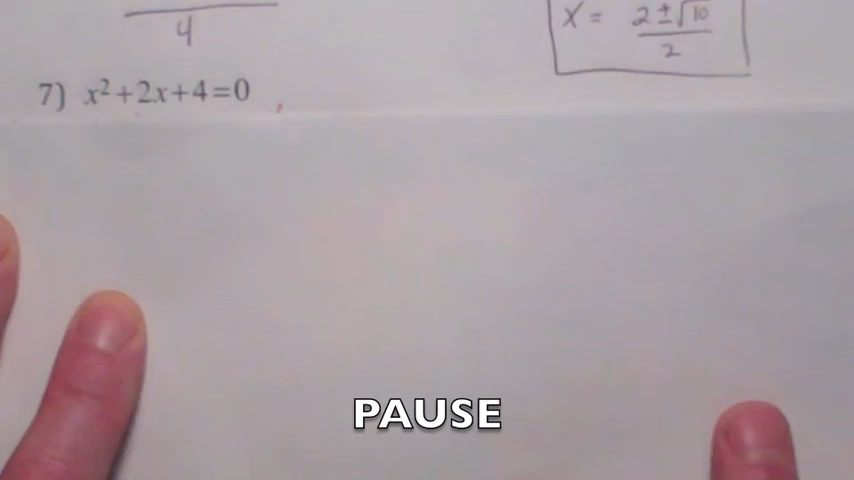 4
X = 2 ± √10
2
7) x²+2x+4=0
PAUSE